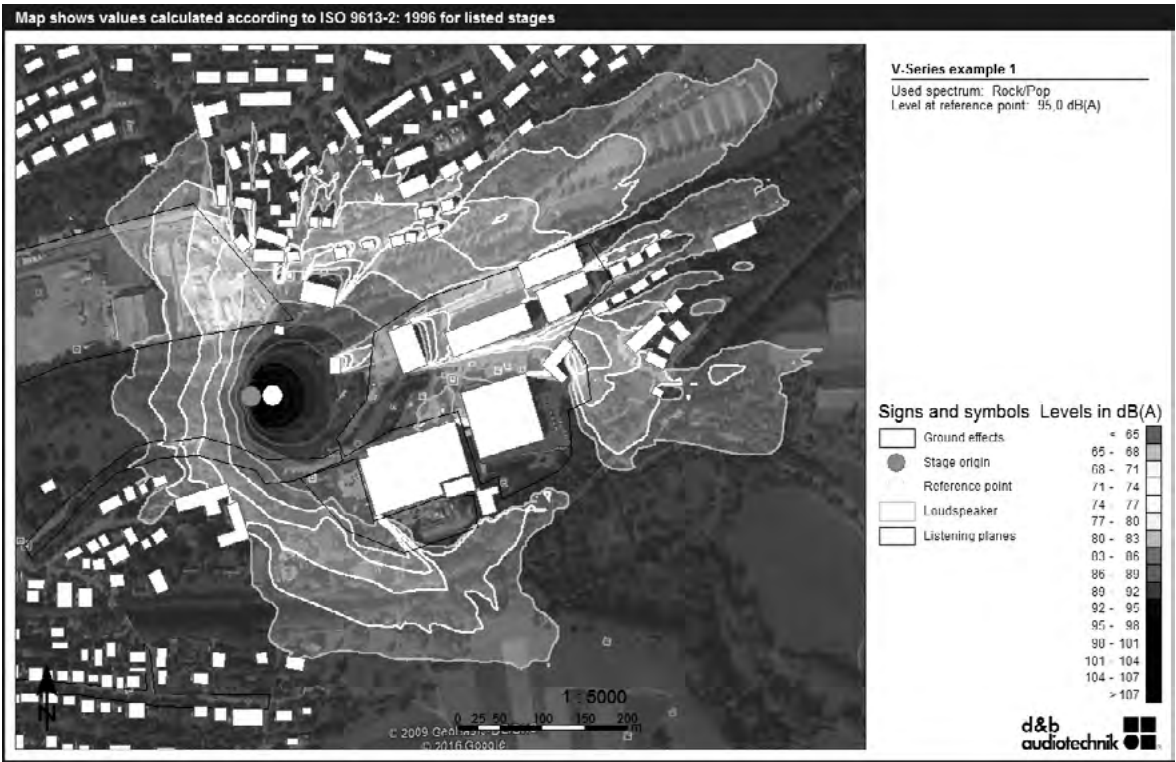 Map shows values calculated according to ISO 9613-2: 1996 for listed stages
V-Series example 1
Used spectrum: Rock/Pop
Level at reference point: 95,0 dB(A)
Signs and symbols
Ground effects
Stage origin
Reference point
Loudspeaker
Listening planes
Levels in dB(A)
< 65
65 - 68
68 - 71
71 - 74
74 - 77
77 - 80
80 - 83
83 - 86
86 - 89
89 - 92
92 - 95
95 - 98
98 - 101
101 - 104
104 - 107
> 107
N
1 : 5000
0 25 50 100 150 200
m
© 2009
© 2016 Google
d&b
audiotechnik